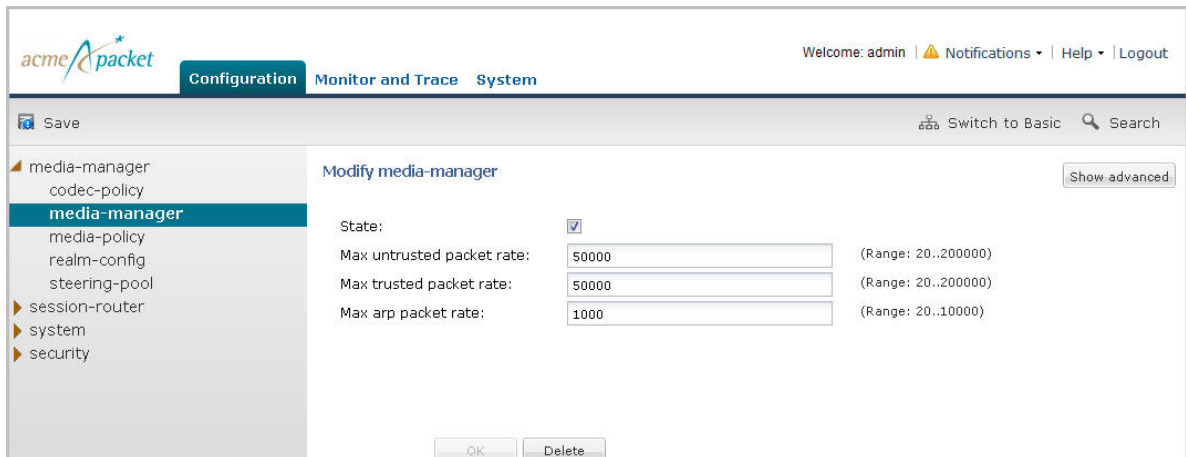 acme packet
Welcome: admin | Notifications | Help | Logout
Configuration Monitor and Trace System
Save Switch to Basic Search
media-manager
codec-policy
media-manager
media-policy
realm-config
steering-pool
session-router
system
security
Modify media-manager Show advanced
State:
Max untrusted packet rate: 50000 (Range: 20..200000)
Max trusted packet rate: 50000 (Range: 20..200000)
Max arp packet rate: 1000 (Range: 20..10000)
OK Delete